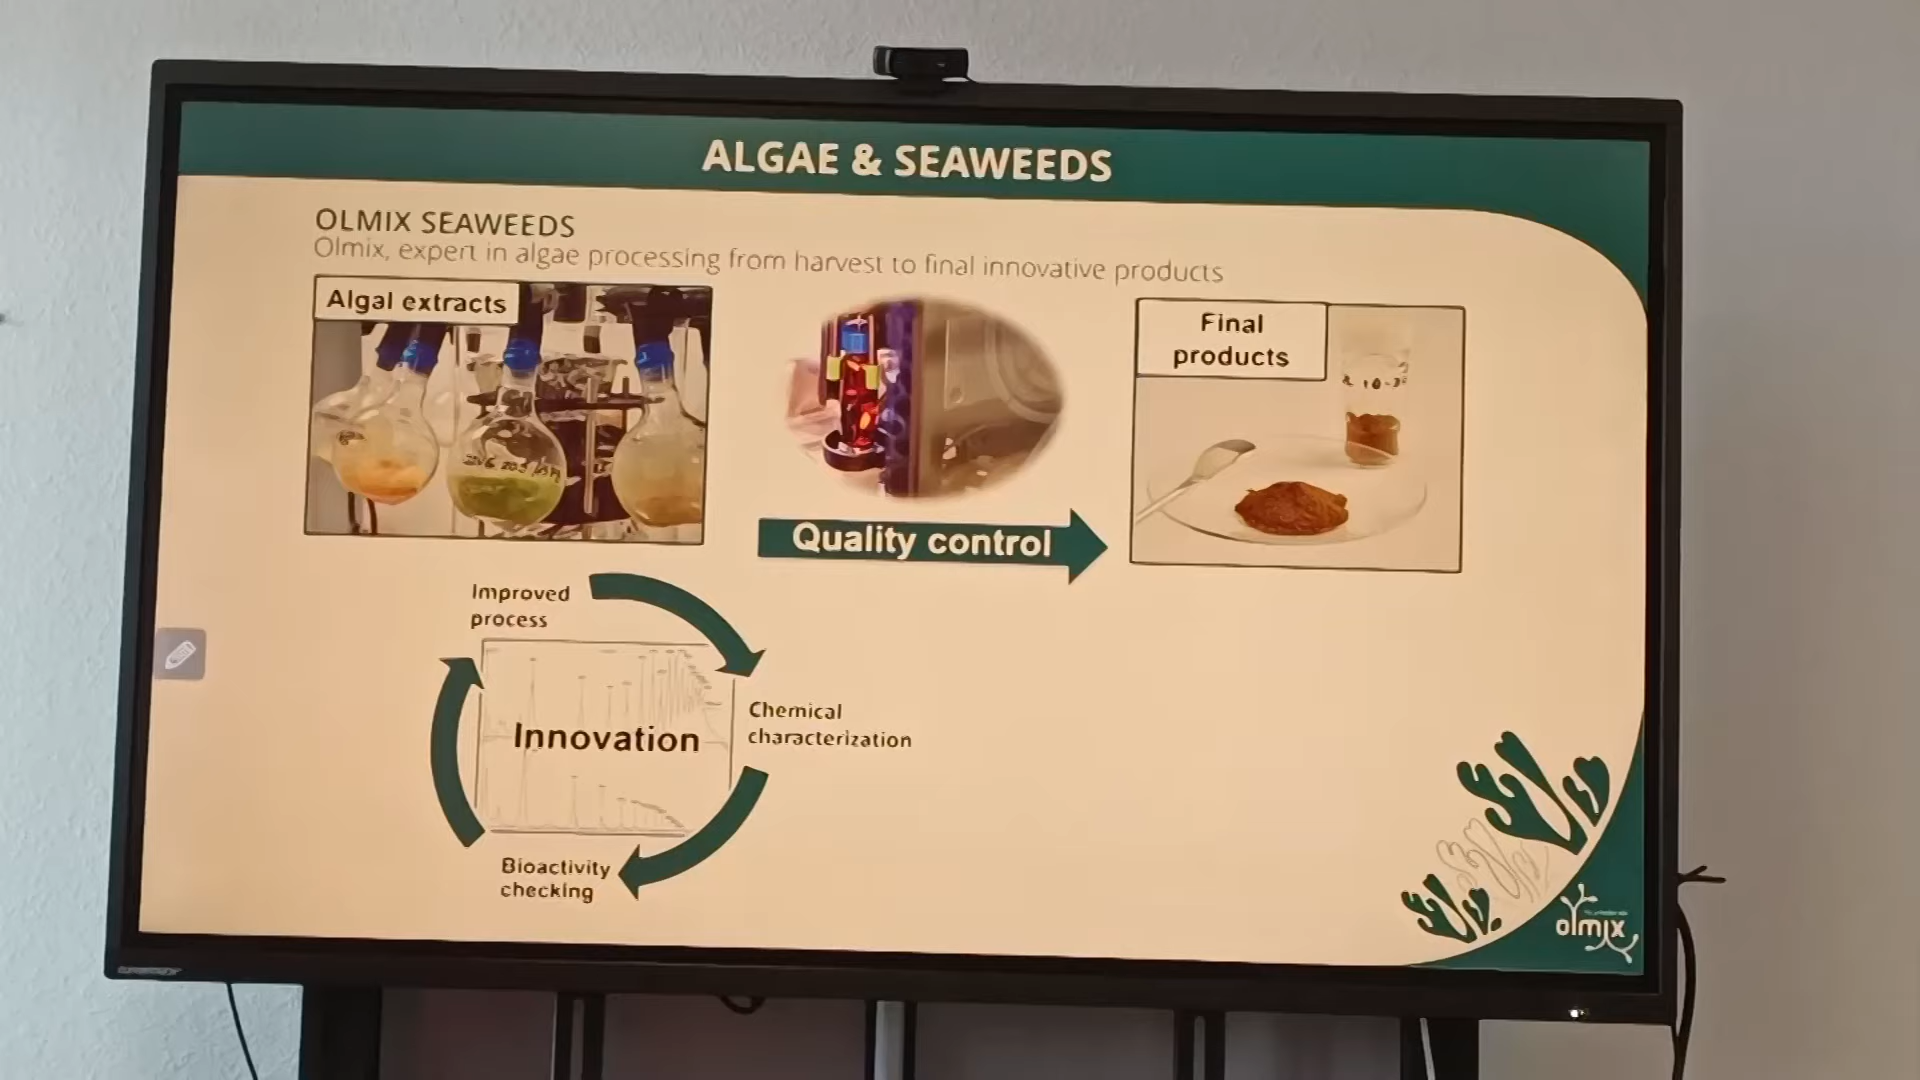 ALGAE & SEAWEEDS
OLMIX SEAWEEDS
Olmix, expert in algae processing from harvest to final innovative products
Algal extracts
Final
products
Quality control
Improved
process
Innovation
Chemical
characterization
Bioactivity
checking
olmix